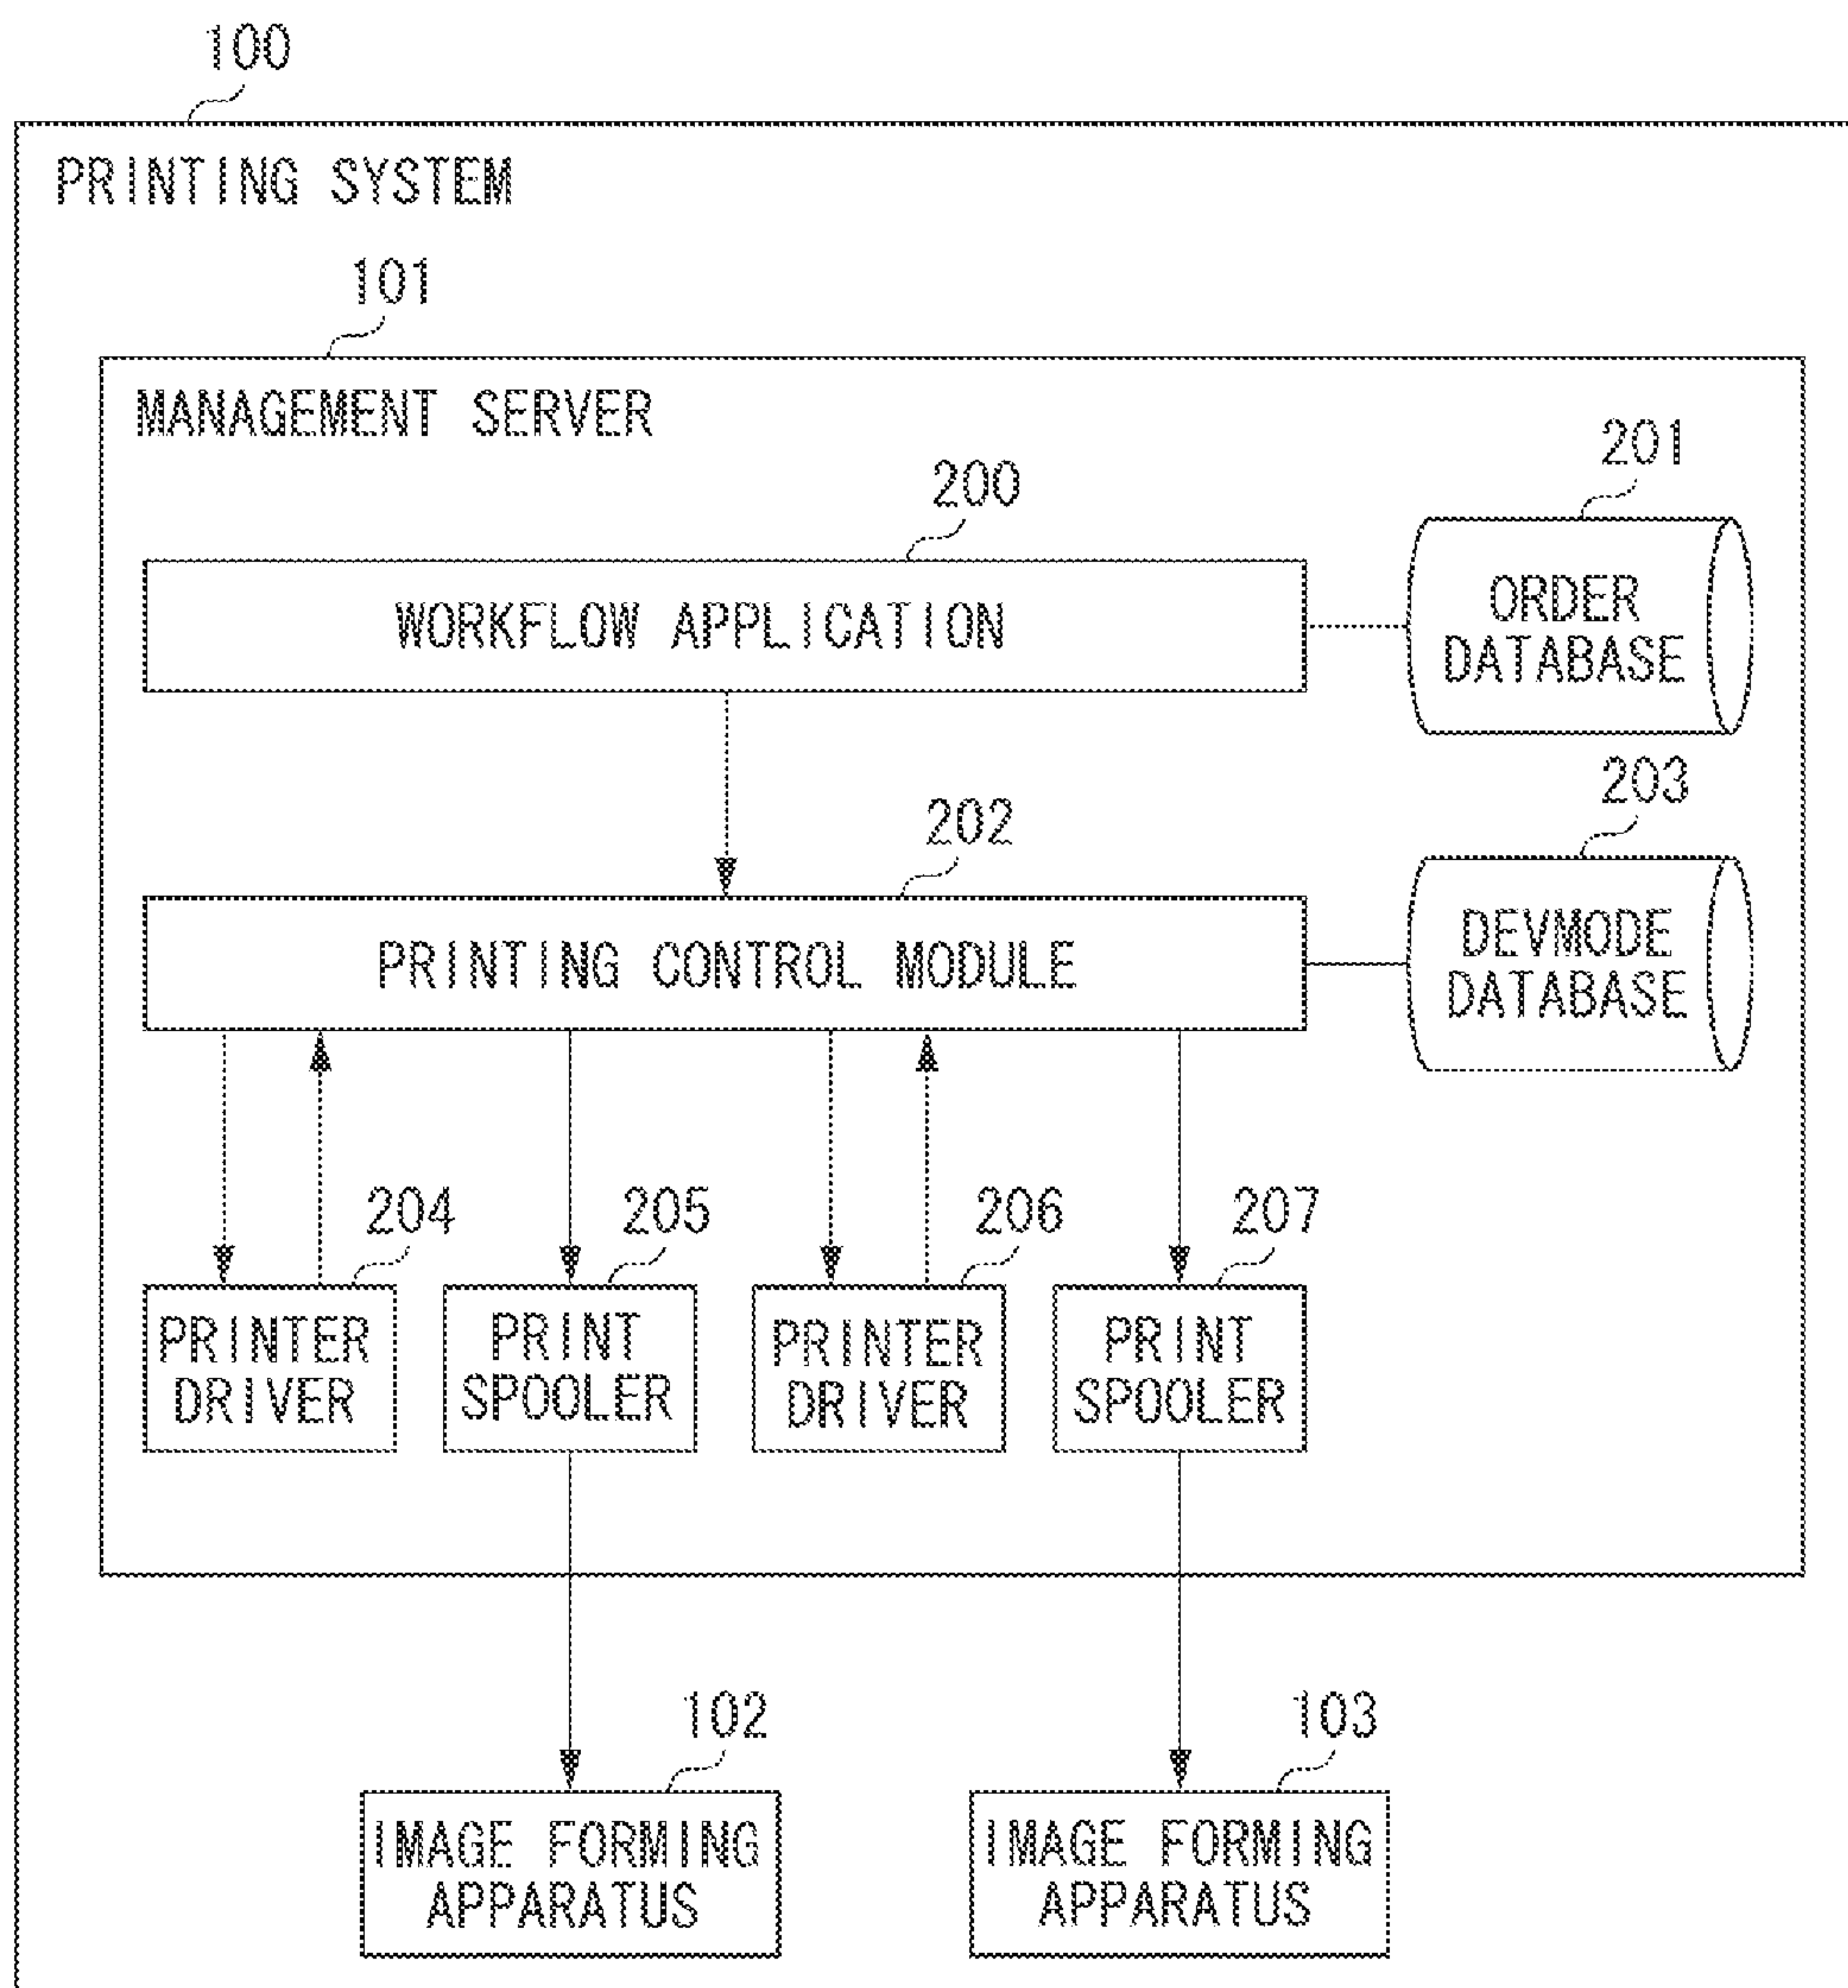 100
PRINTING SYSTEM
101
MANAGEMENT SERVER
200
201
WORKFLOW APPLICATION
ORDER
DATABASE
202
203
PRINTING CONTROL MODULE
DEVMODE
DATABASE
204
205
206
207
PRINTER
DRIVER
PRINT
SPOOLER
PRINTER
DRIVER
PRINT
SPOOLER
102
103
IMAGE FORMING
APPARATUS
IMAGE FORMING
APPARATUS